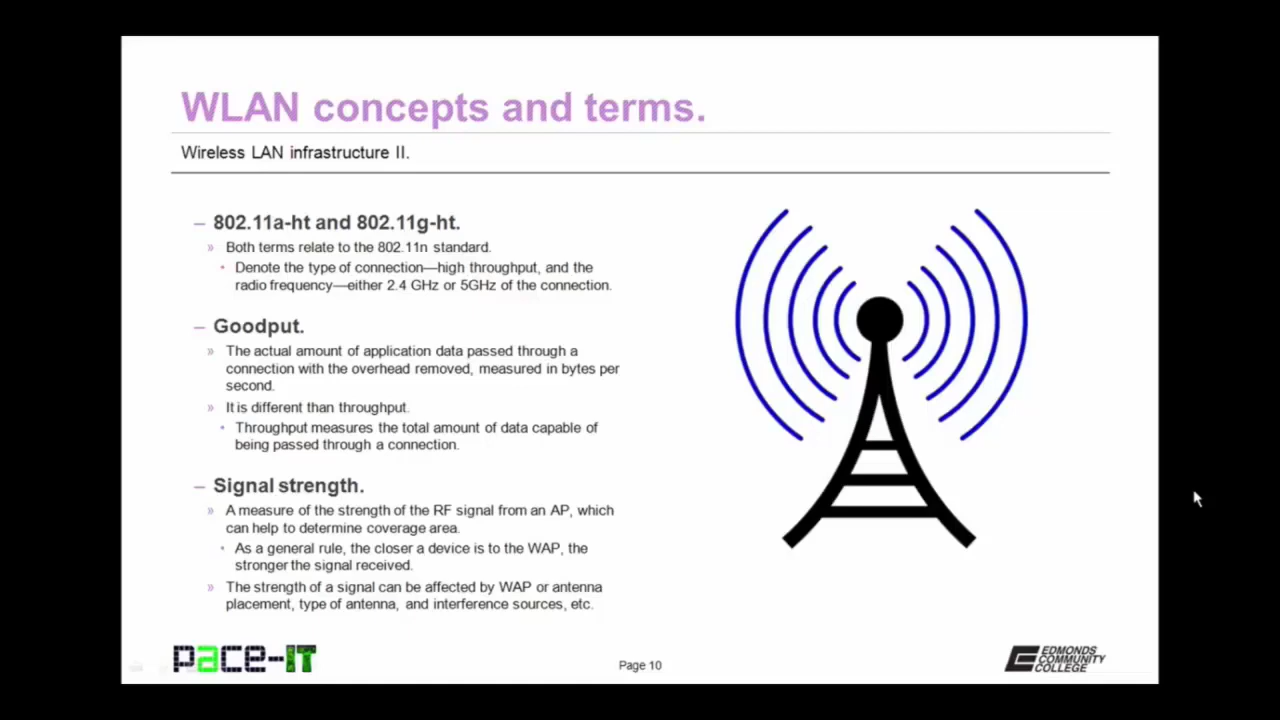 WLAN concepts and terms.
Wireless LAN infrastructure II.
– 802.11a-ht and 802.11g-ht.
» Both terms relate to the 802.11n standard.
• Denote the type of connection—high throughput, and the
radio frequency—either 2.4 GHz or 5GHz of the connection.
– Goodput.
» The actual amount of application data passed through a
connection with the overhead removed, measured in bytes per
second.
» It is different than throughput.
• Throughput measures the total amount of data capable of
being passed through a connection.
– Signal strength.
» A measure of the strength of the RF signal from an AP, which
can help to determine coverage area.
• As a general rule, the closer a device is to the WAP, the
stronger the signal received.
» The strength of a signal can be affected by WAP or antenna
placement, type of antenna, and interference sources, etc.
pace-IT
Page 10
EDMONDS
COMMUNITY
COLLEGE